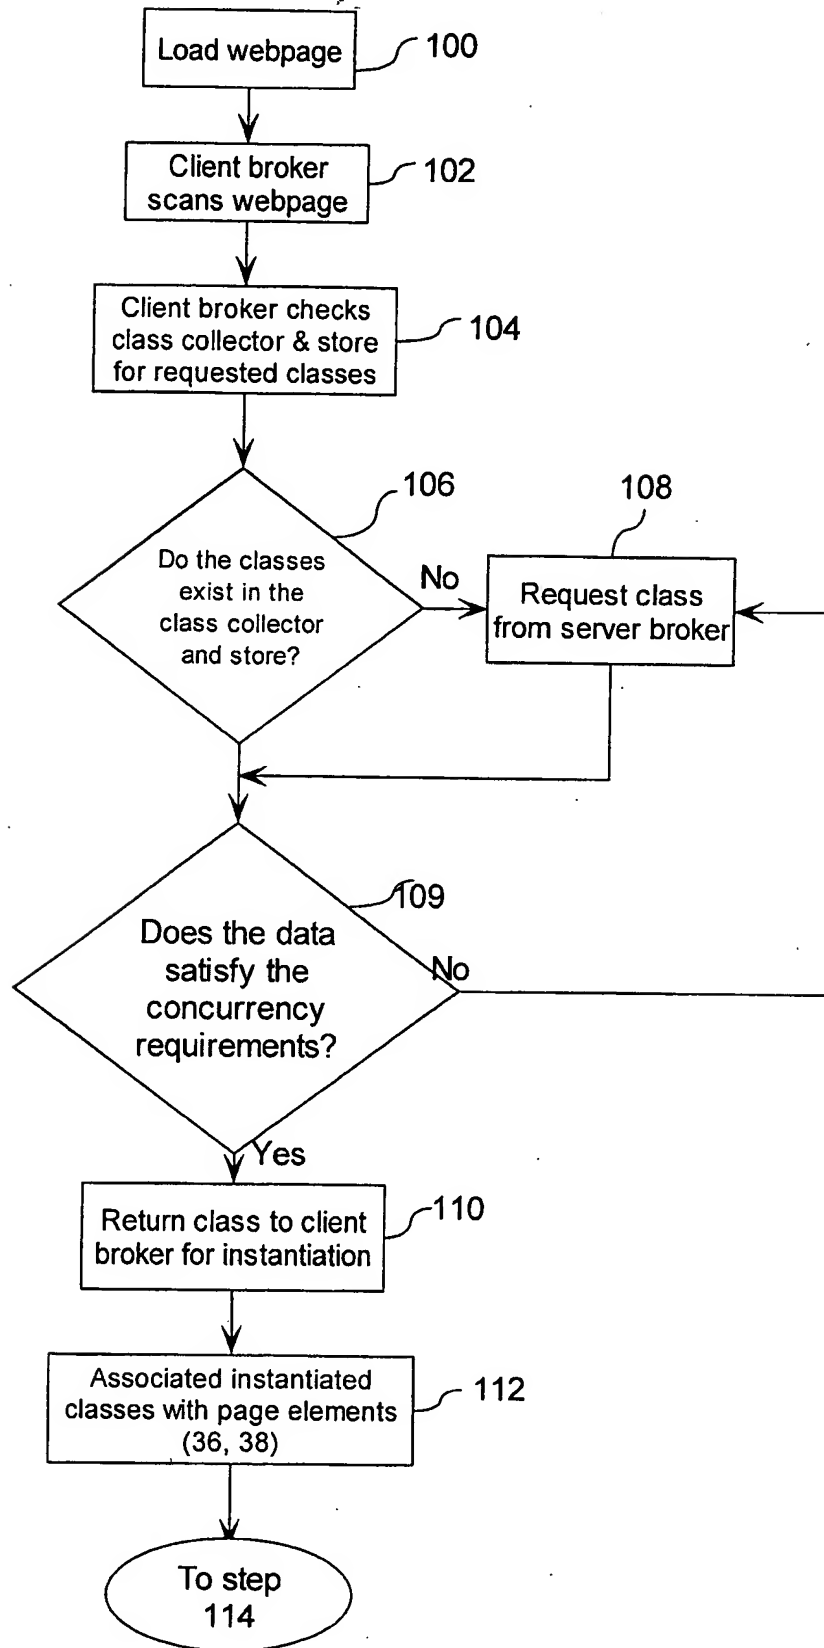 Load webpage
100
Client broker
scans webpage
102
Client broker checks
class collector & store
for requested classes
104
106
108
Do the classes
exist in the
class collector
and store?
No
Request class
from server broker
109
Does the data
satisfy the
concurrency
requirements?
No
Yes
Return class to client
broker for instantiation
110
Associated instantiated
classes with page elements
(36, 38)
112
To step
114